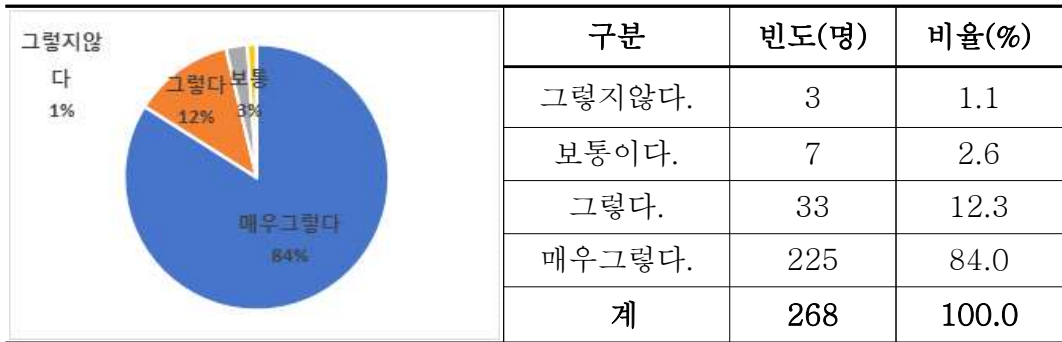 그렇지않
다
1%
그렇다
12%
보통
3%
매우그렇다
84%
구분 빈도(명) 비율(%)
그렇지않다. 3 1.1
보통이다. 7 2.6
그렇다. 33 12.3
매우그렇다. 225 84.0
계 268 100.0